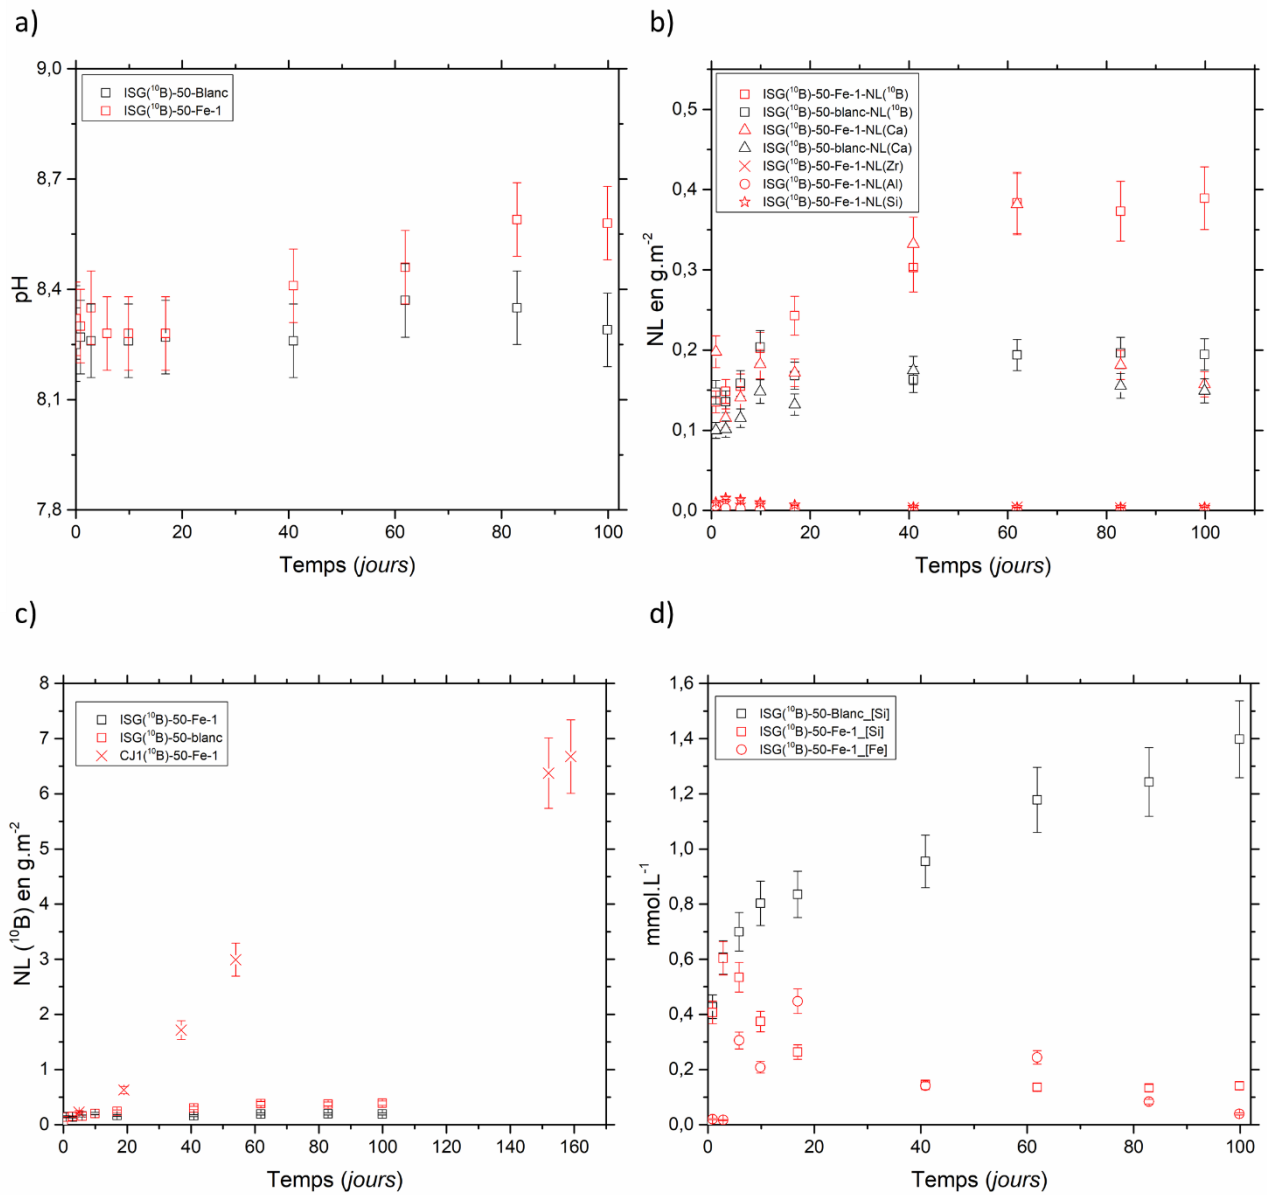 a)
9,0
8,7
8,4
8,1
7,8
pH
ISG(¹⁰B)-50-Blanc
ISG(¹⁰B)-50-Fe-1
0 20 40 60 80 100
Temps (jours)
b)
0,5
0,4
0,3
0,2
0,1
0,0
NL en g.m⁻²
ISG(¹⁰B)-50-Fe-1-NL(¹⁰B)
ISG(¹⁰B)-50-blanc-NL(¹⁰B)
ISG(¹⁰B)-50-Fe-1-NL(Ca)
ISG(¹⁰B)-50-blanc-NL(Ca)
ISG(¹⁰B)-50-Fe-1-NL(Zr)
ISG(¹⁰B)-50-Fe-1-NL(Al)
ISG(¹⁰B)-50-Fe-1-NL(Si)
0 20 40 60 80 100
Temps (jours)
c)
8
7
6
5
4
3
2
1
0
NL (¹⁰B) en g.m⁻²
ISG(¹⁰B)-50-Fe-1
ISG(¹⁰B)-50-blanc
CJ1(¹⁰B)-50-Fe-1
0 20 40 60 80 100 120 140 160
Temps (jours)
d)
1,6
1,4
1,2
1,0
0,8
0,6
0,4
0,2
0,0
mmol.L⁻¹
ISG(¹⁰B)-50-Blanc_[Si]
ISG(¹⁰B)-50-Fe-1_[Si]
ISG(¹⁰B)-50-Fe-1_[Fe]
0 20 40 60 80 100
Temps (jours)